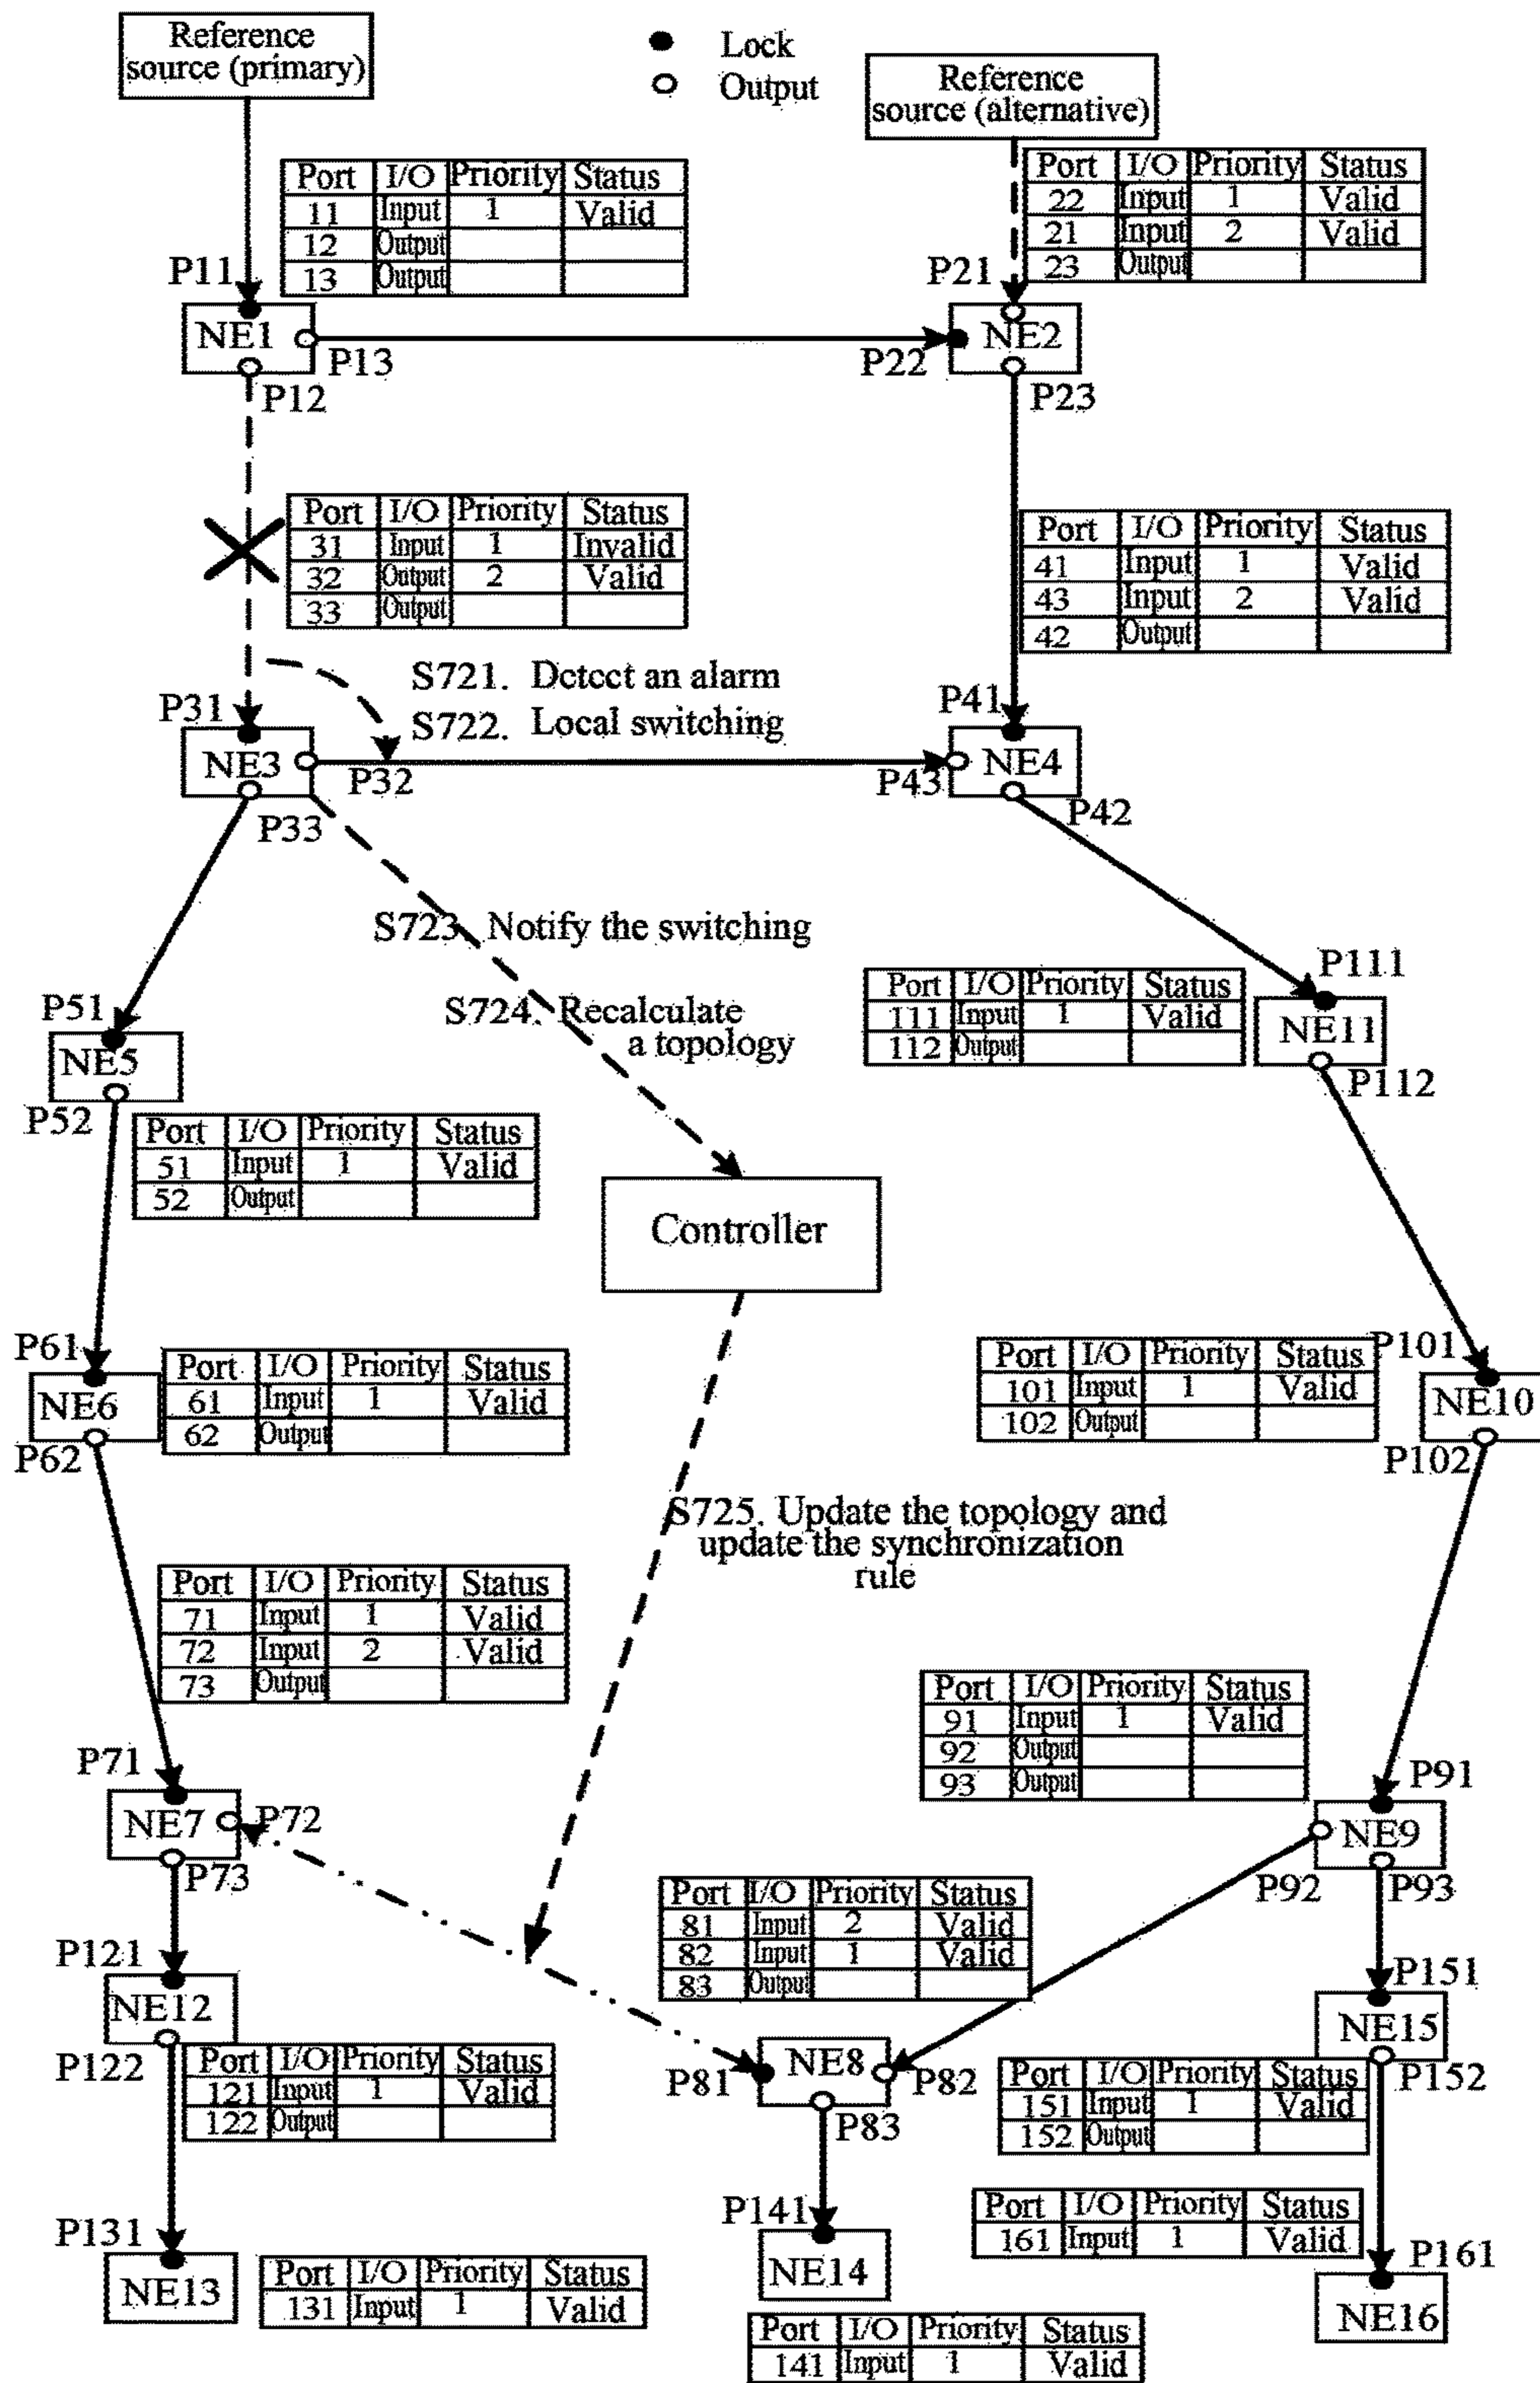 Reference
source (primary)
Lock
Output
Reference
source (alternative)
Port I/O Priority Status
11 Input 1 Valid
12 Output
13 Output
Port I/O Priority Status
22 Input 1 Valid
21 Input 2 Valid
23 Output
P11
P21
NE1
P13
P22
NE2
P12
P23
Port I/O Priority Status
31 Input 1 Invalid
32 Output 2 Valid
33 Output
Port I/O Priority Status
41 Input 1 Valid
43 Input 2 Valid
42 Output
S721. Detect an alarm
S722. Local switching
P31
P41
NE3
P32
P43
NE4
P33
P42
S723. Notify the switching
S724. Recalculate
a topology
P111
Port I/O Priority Status
111 Input 1 Valid
112 Output
NE11
P112
P51
NE5
P52
Port I/O Priority Status
51 Input 1 Valid
52 Output
Controller
P61
NE6
P62
Port I/O Priority Status
61 Input 1 Valid
62 Output
Port I/O Priority Status
101 Input 1 Valid
102 Output
P101
NE10
P102
S725. Update the topology and
update the synchronization
rule
Port I/O Priority Status
71 Input 1 Valid
72 Input 2 Valid
73 Output
Port I/O Priority Status
91 Input 1 Valid
92 Output
93 Output
P71
NE7
P72
P73
P91
NE9
P92
P93
Port I/O Priority Status
81 Input 2 Valid
82 Input 1 Valid
83 Output
P121
NE12
P122
Port I/O Priority Status
121 Input 1 Valid
122 Output
P81
NE8
P82
P83
P151
NE15
P152
Port I/O Priority Status
151 Input 1 Valid
152 Output
P131
NE13
Port I/O Priority Status
131 Input 1 Valid
P141
NE14
Port I/O Priority Status
141 Input 1 Valid
Port I/O Priority Status
161 Input 1 Valid
P161
NE16